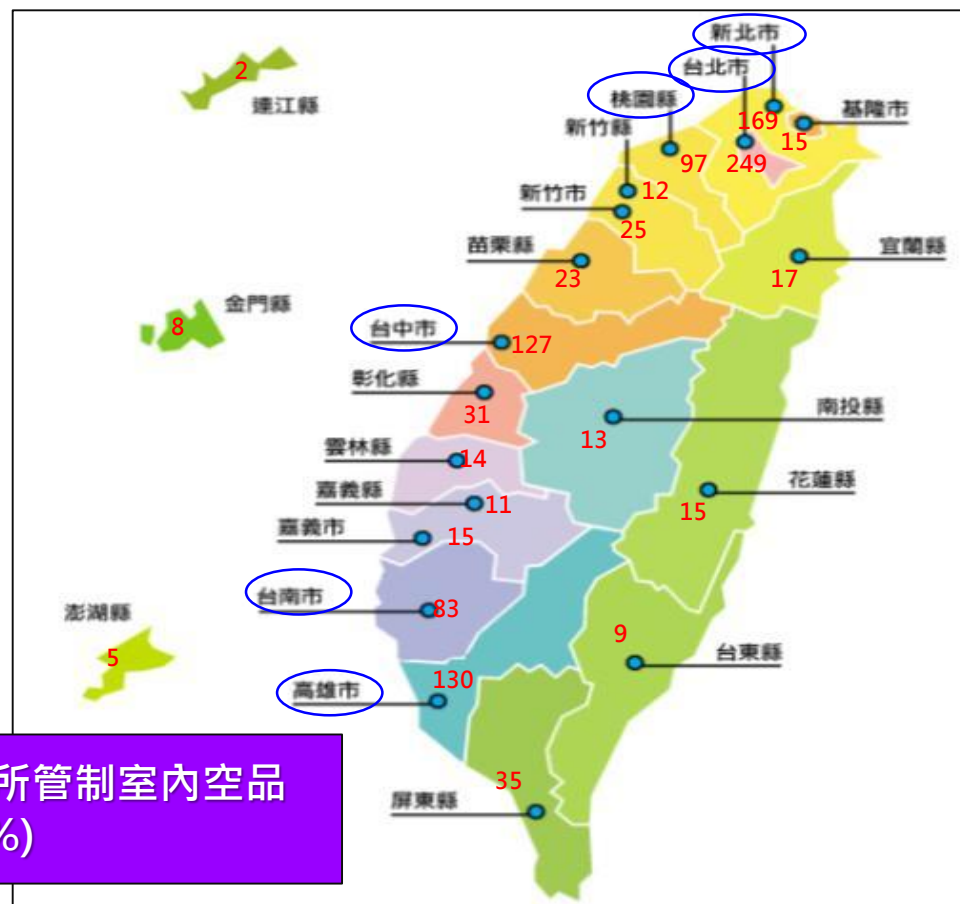 新北市
台北市
桃園縣
2
連江縣
169
基隆市
新竹縣
15
97
249
新竹市
12
25
苗栗縣
宜蘭縣
23
17
金門縣
8
台中市
127
彰化縣
31
南投縣
13
雲林縣
14
花蓮縣
嘉義縣
11
15
嘉義市
15
台南市
83
澎湖縣
5
9
台東縣
130
高雄市
所管制室內空品
35
屏東縣
%)